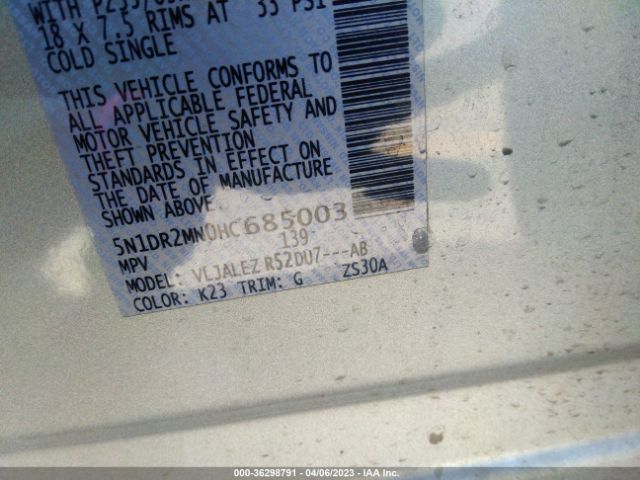 18 X 7.5 RIMS AT 33 PSI
COLD SINGLE
THIS VEHICLE CONFORMS TO
ALL APPLICABLE FEDERAL
MOTOR VEHICLE SAFETY AND
THEFT PREVENTION
STANDARDS IN EFFECT ON
THE DATE OF MANUFACTURE
SHOWN ABOVE
5N1DR2MN0HC685003
MPV 139
MODEL: VLJALEZ R52DU7---AB
COLOR: K23 TRIM: G ZS30A
000-36298791 - 04/06/2023 - IAA Inc.